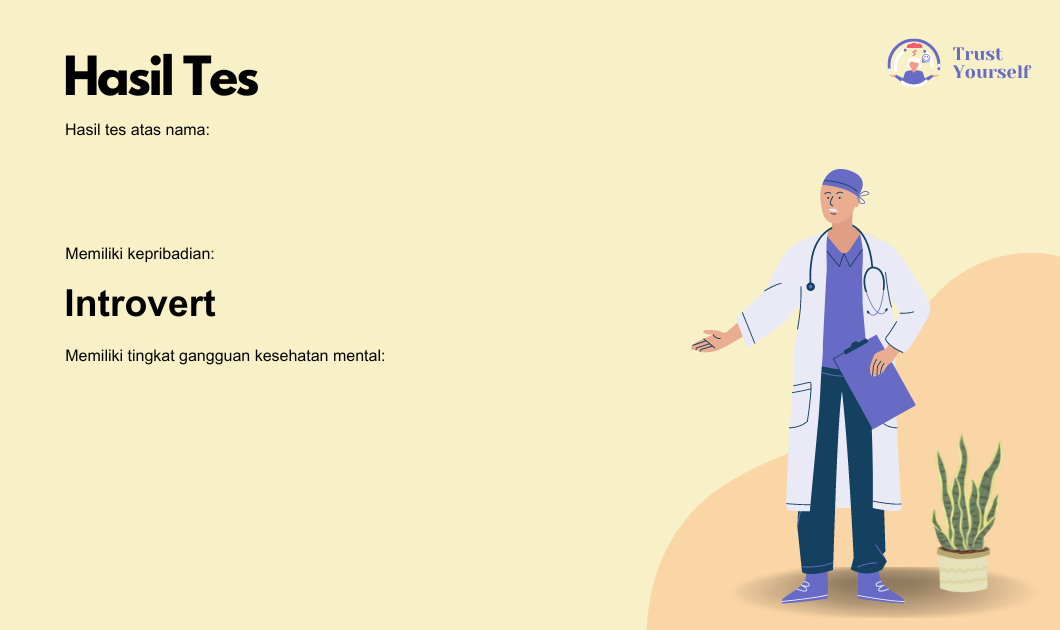 Hasil Tes
Trust
Yourself
Hasil tes atas nama:
Memiliki kepribadian:
Introvert
Memiliki tingkat gangguan kesehatan mental: